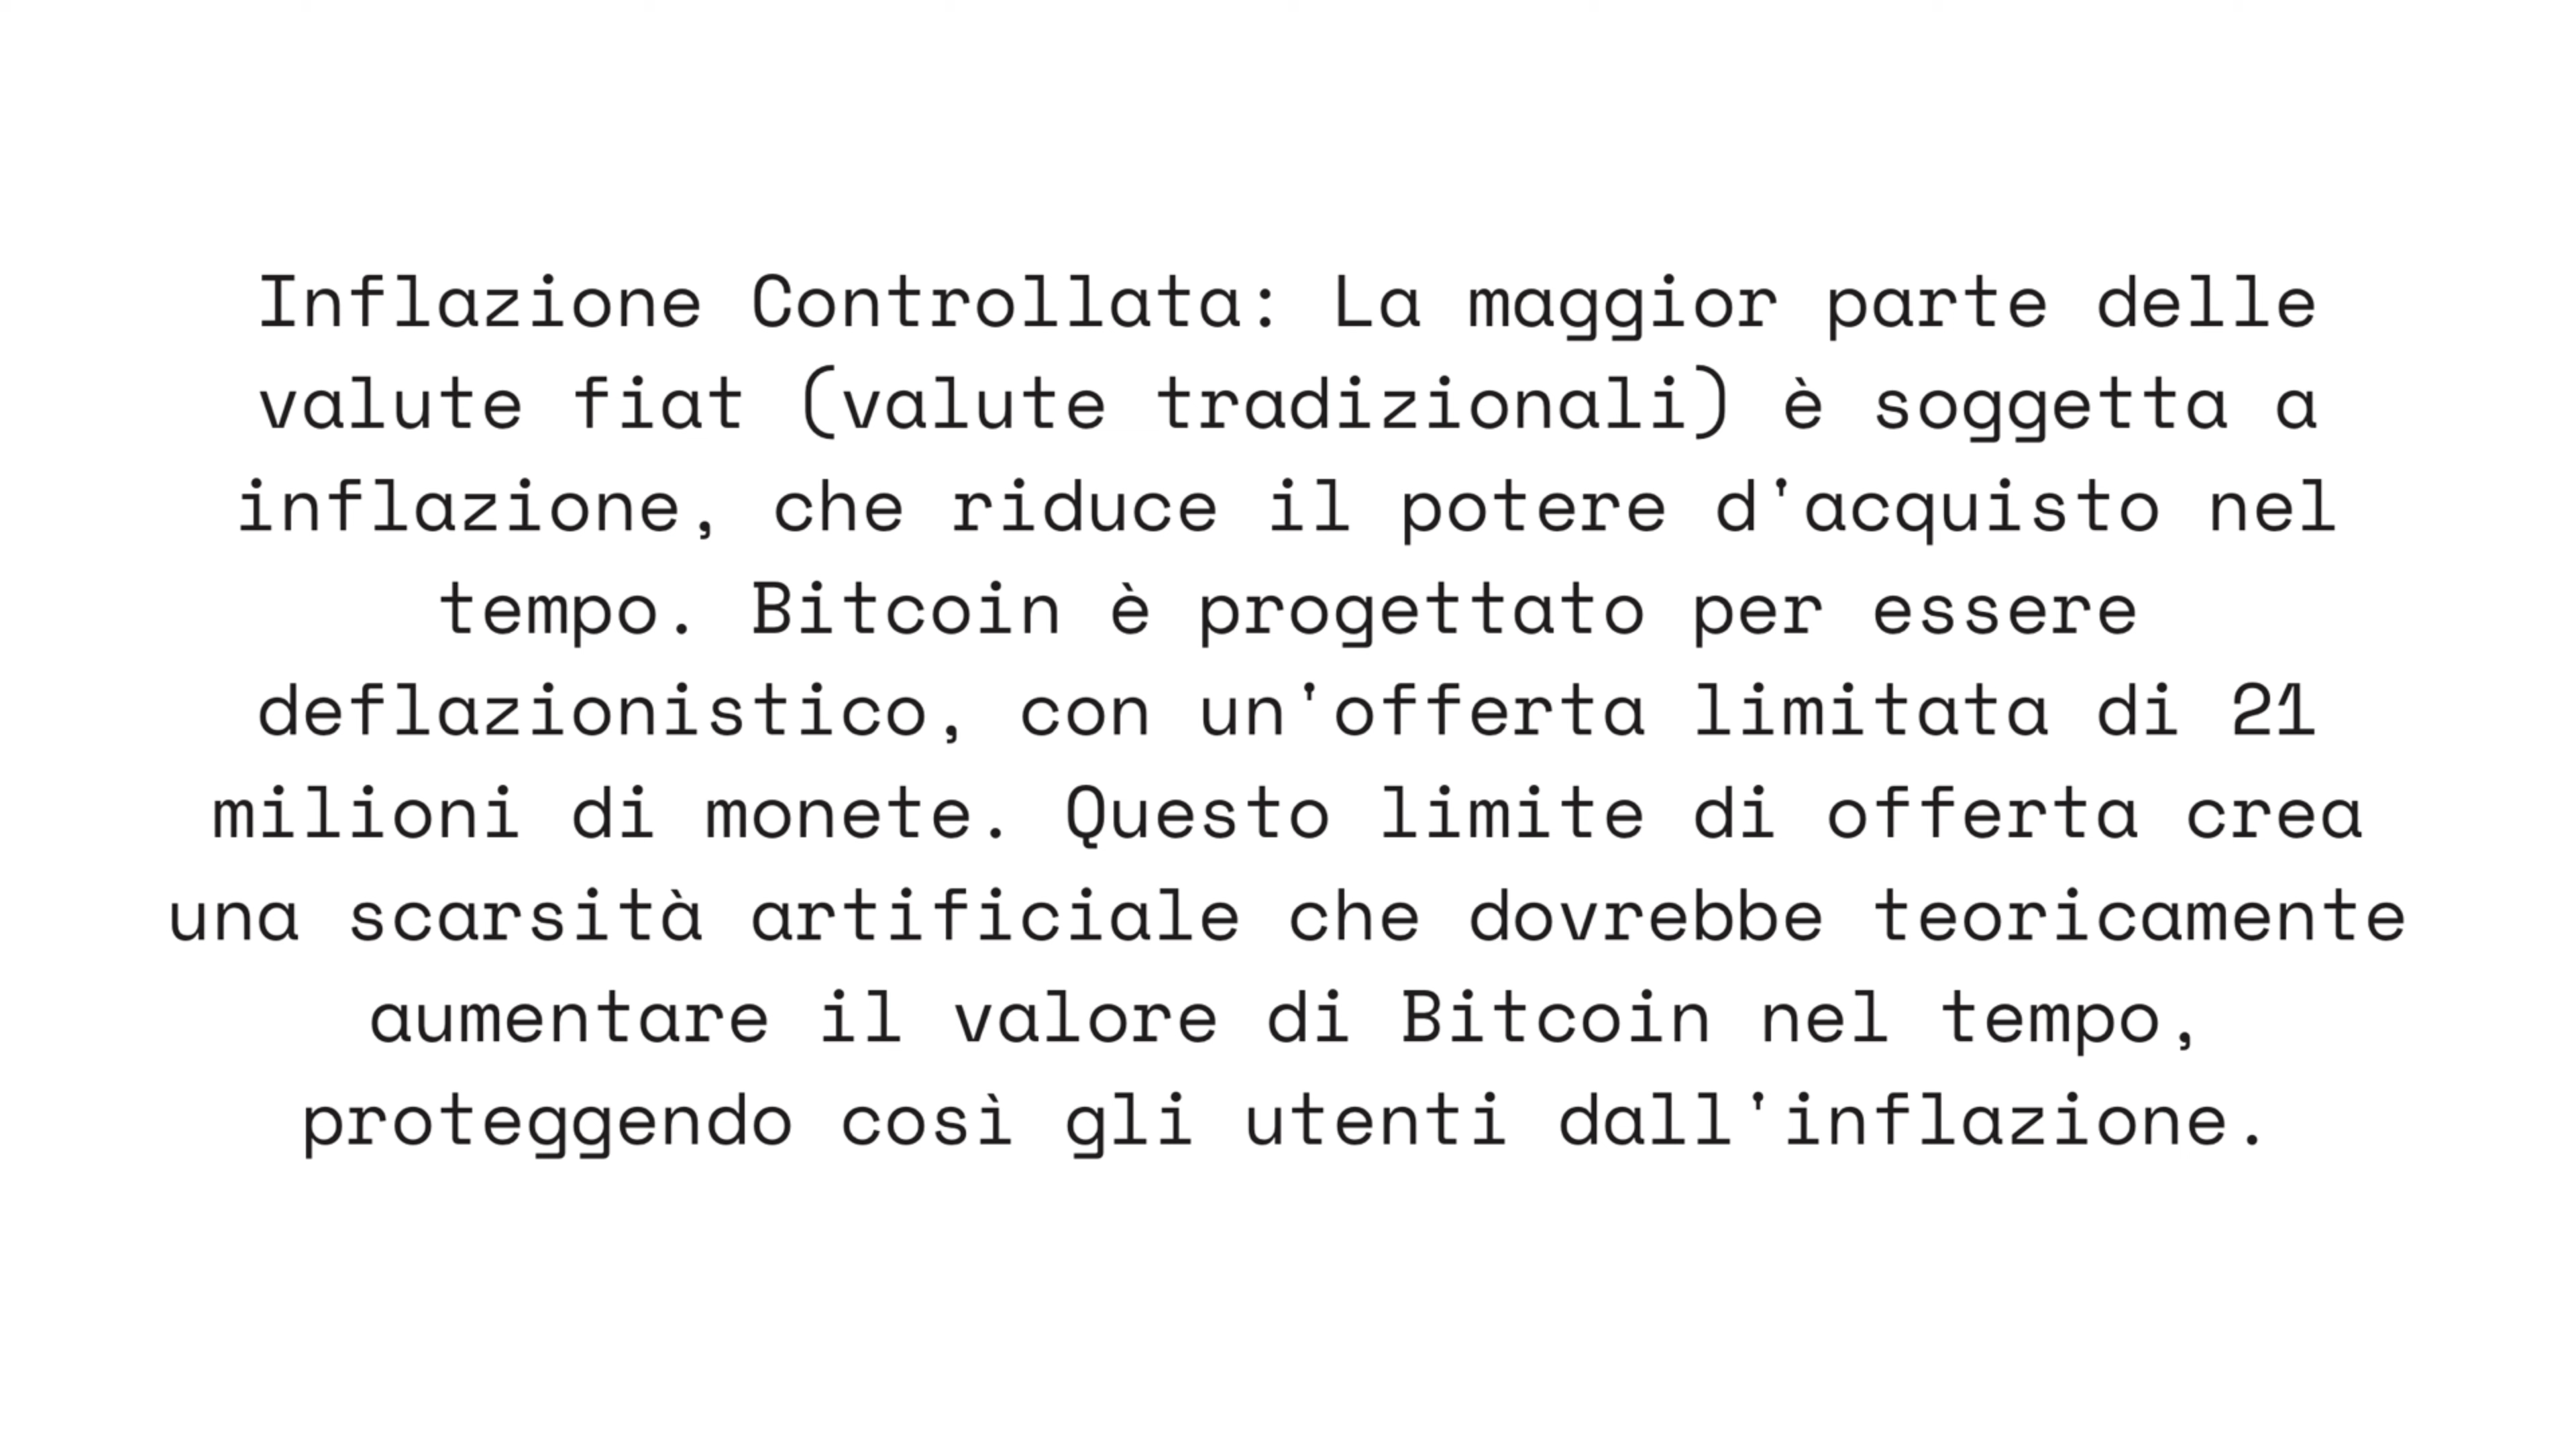 Inflazione Controllata: La maggior parte delle
valute fiat (valute tradizionali) è soggetta a
inflazione, che riduce il potere d'acquisto nel
tempo. Bitcoin è progettato per essere
deflazionistico, con un'offerta limitata di 21
milioni di monete. Questo limite di offerta crea
una scarsità artificiale che dovrebbe teoricamente
aumentare il valore di Bitcoin nel tempo,
proteggendo così gli utenti dall'inflazione.